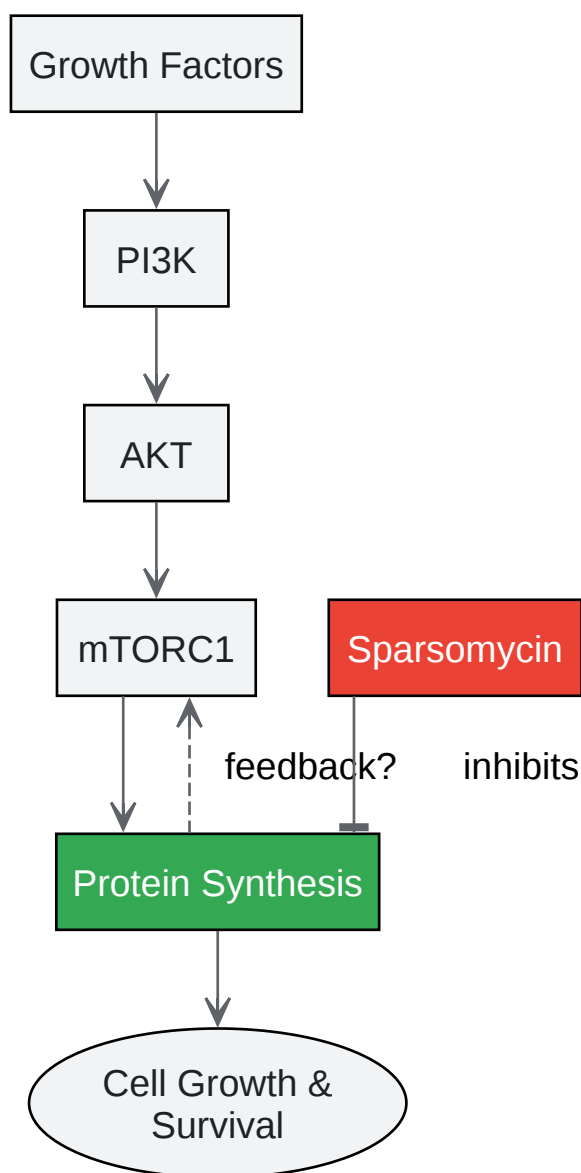 Growth Factors
PI3K
AKT
mTORC1
Sparsomycin
feedback?
inhibits
Protein Synthesis
Cell Growth &
Survival